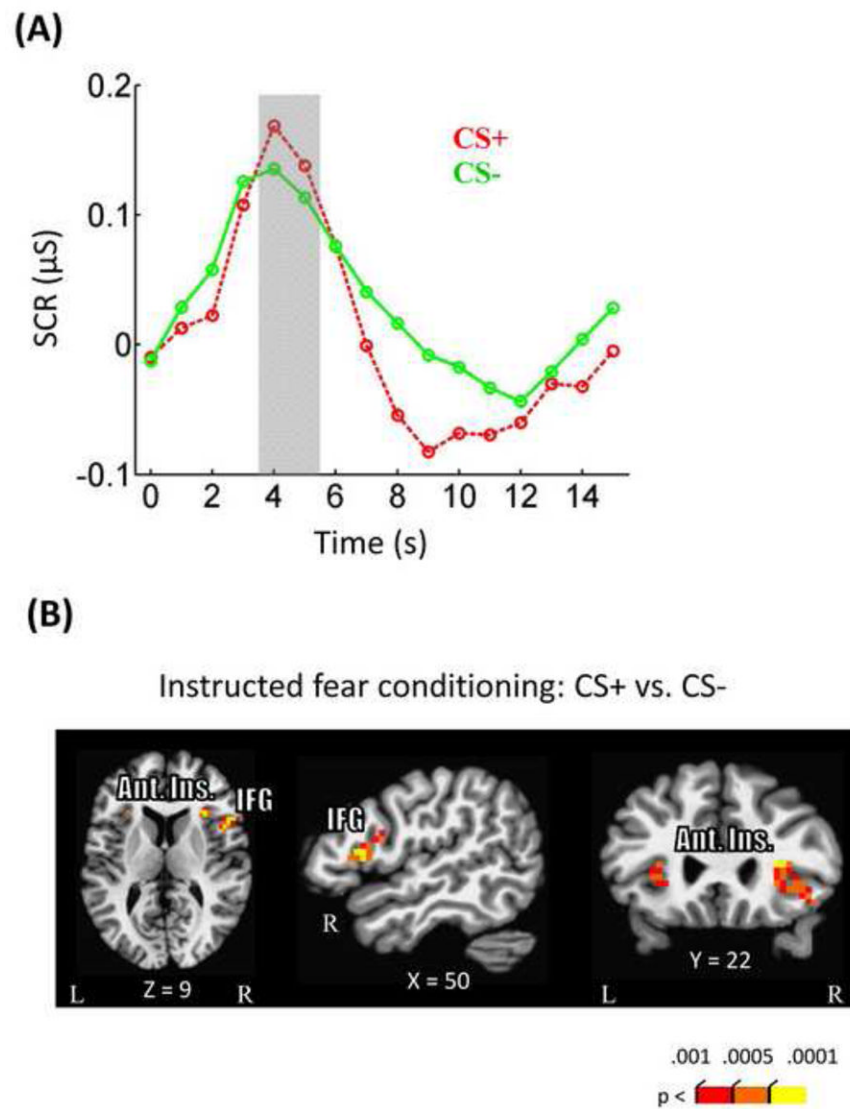 (A)
0.2
0.1
0
-0.1
SCR (μS)
CS+
CS-
0 2 4 6 8 10 12 14
Time (s)
(B)
Instructed fear conditioning: CS+ vs. CS-
Ant. Ins.
IFG
L
Z = 9
R
IFG
R
X = 50
Ant. Ins.
Y = 22
L
R
.001 .0005 .0001
p <